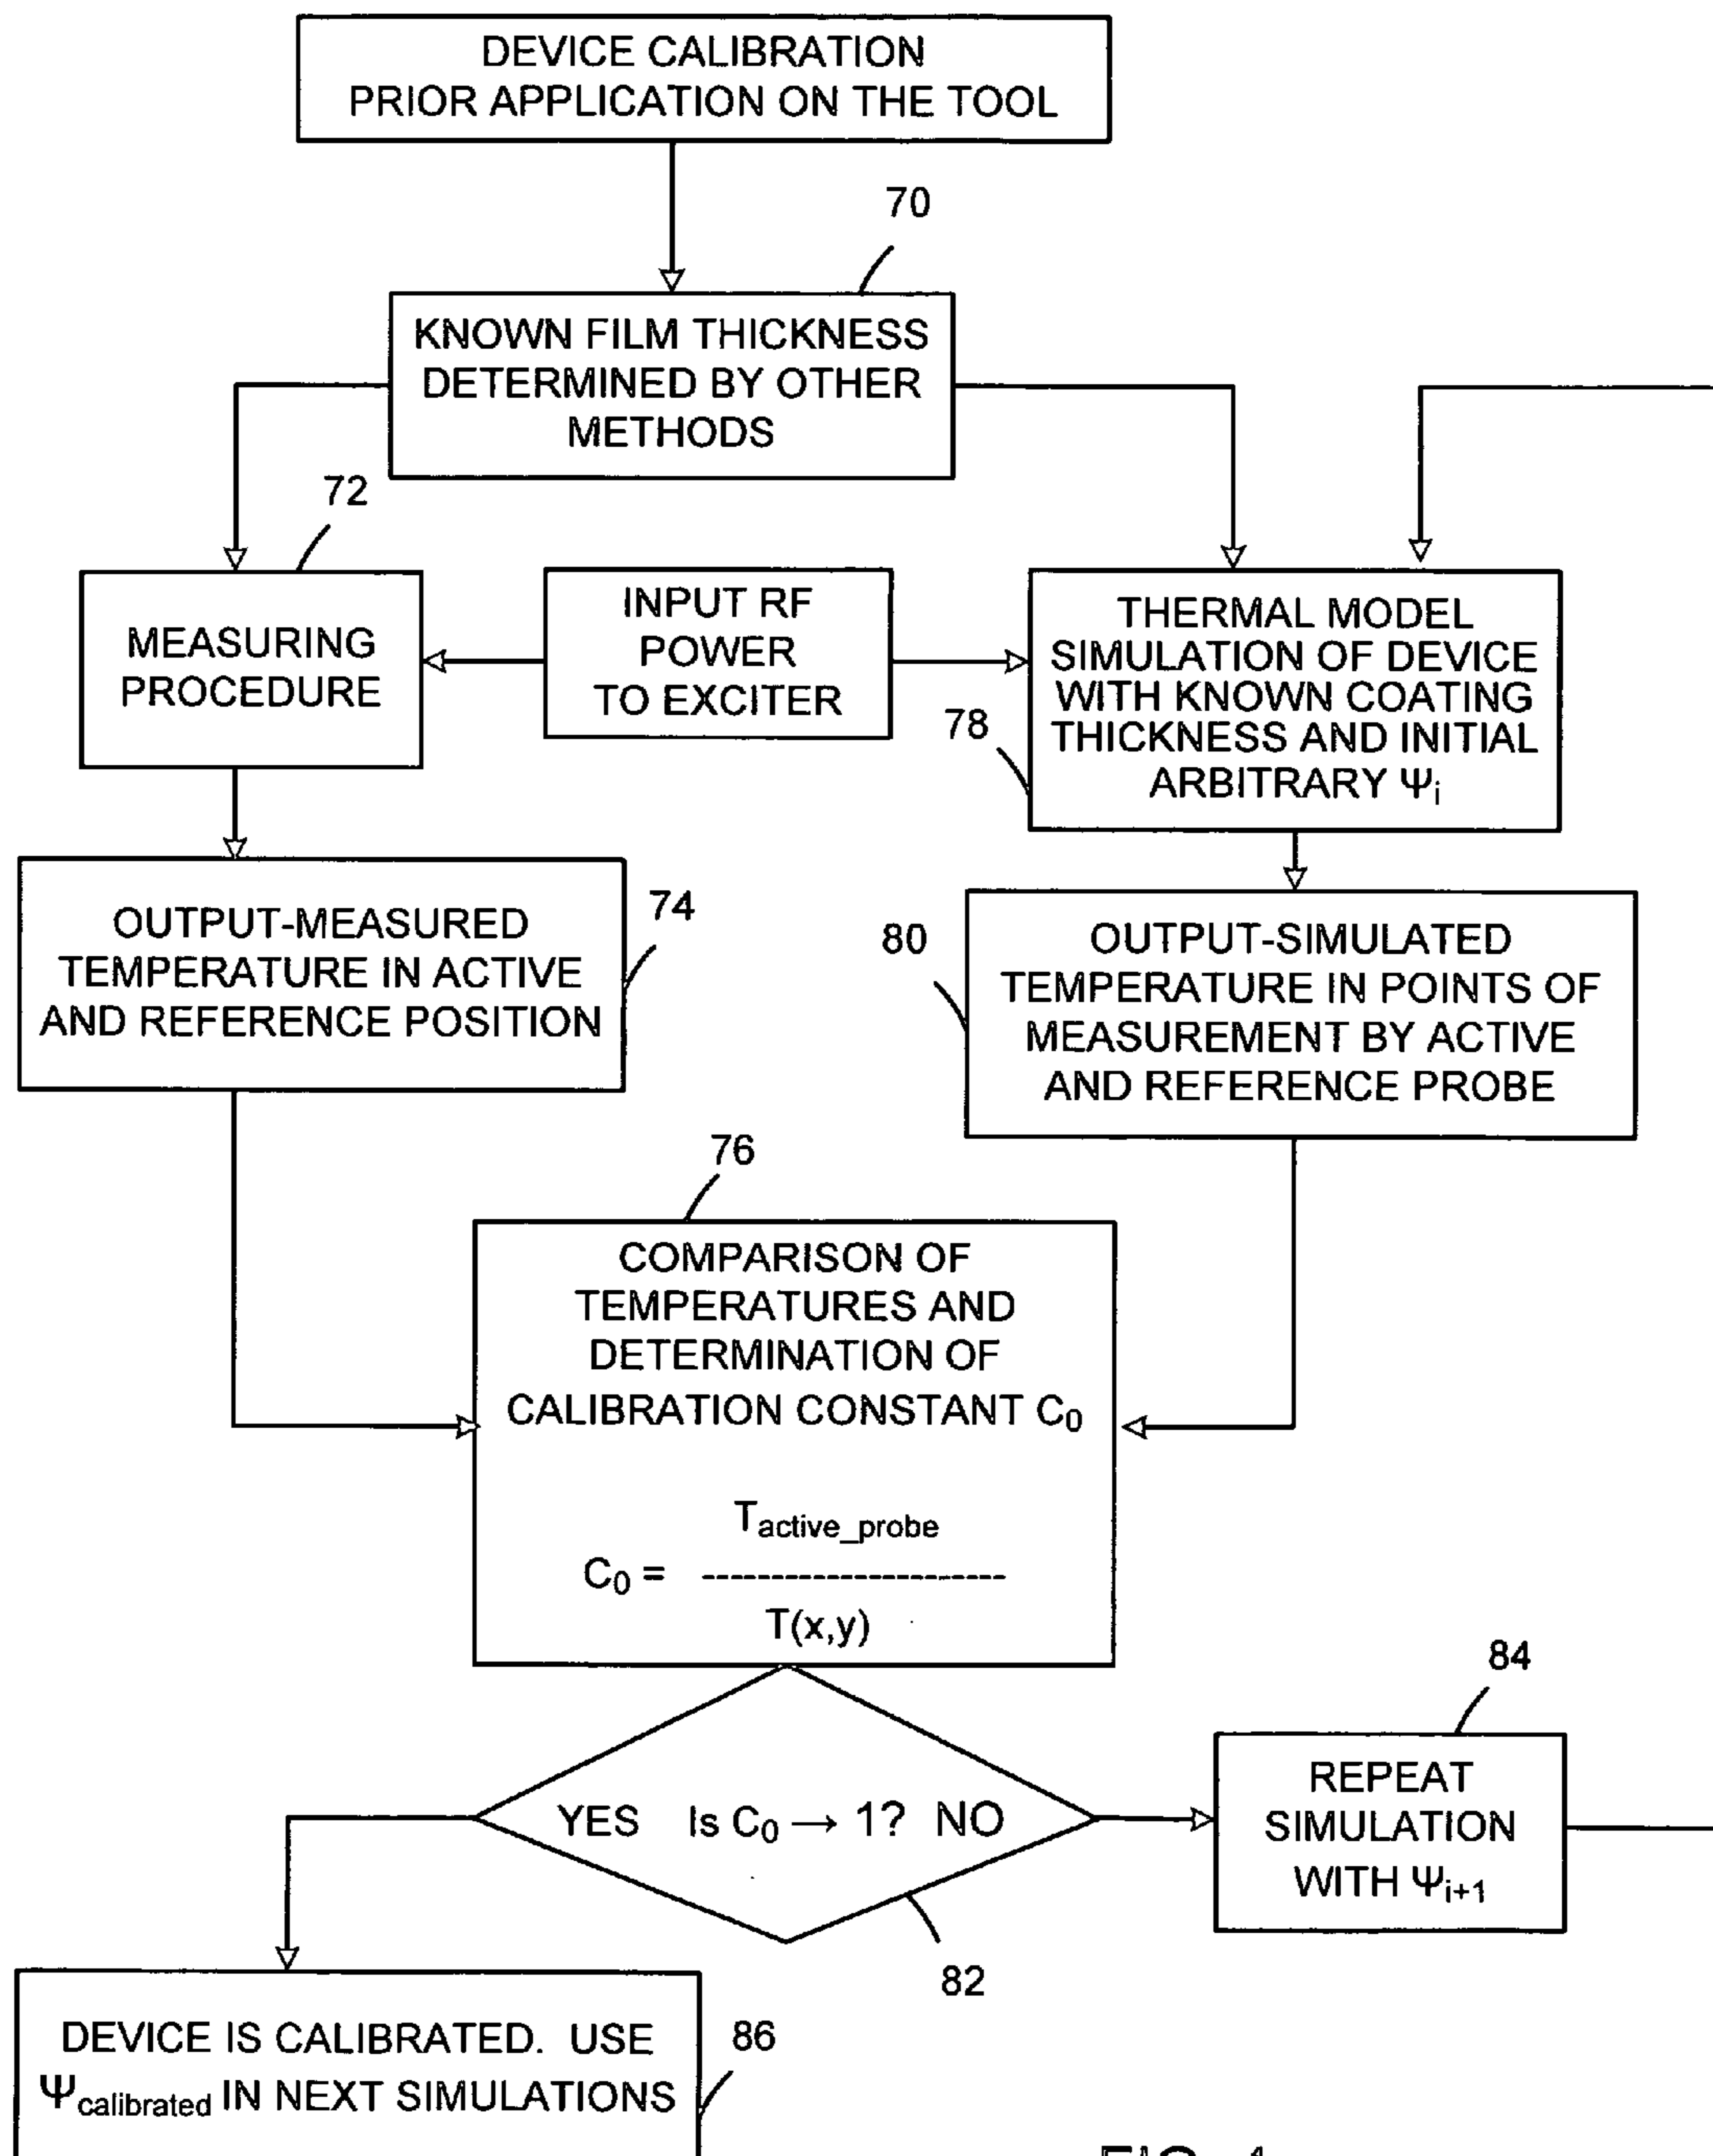 DEVICE CALIBRATION
PRIOR APPLICATION ON THE TOOL
70
KNOWN FILM THICKNESS
DETERMINED BY OTHER
METHODS
72
MEASURING
PROCEDURE
INPUT RF
POWER
TO EXCITER
78
THERMAL MODEL
SIMULATION OF DEVICE
WITH KNOWN COATING
THICKNESS AND INITIAL
ARBITRARY Ψi
OUTPUT-MEASURED
TEMPERATURE IN ACTIVE
AND REFERENCE POSITION
74
80
OUTPUT-SIMULATED
TEMPERATURE IN POINTS OF
MEASUREMENT BY ACTIVE
AND REFERENCE PROBE
76
COMPARISON OF
TEMPERATURES AND
DETERMINATION OF
CALIBRATION CONSTANT C0
Tactive_probe
C0 = ----------------------
T(x,y)
84
YES Is C0 → 1? NO
REPEAT
SIMULATION
WITH Ψi+1
82
DEVICE IS CALIBRATED. USE
Ψcalibrated IN NEXT SIMULATIONS
86